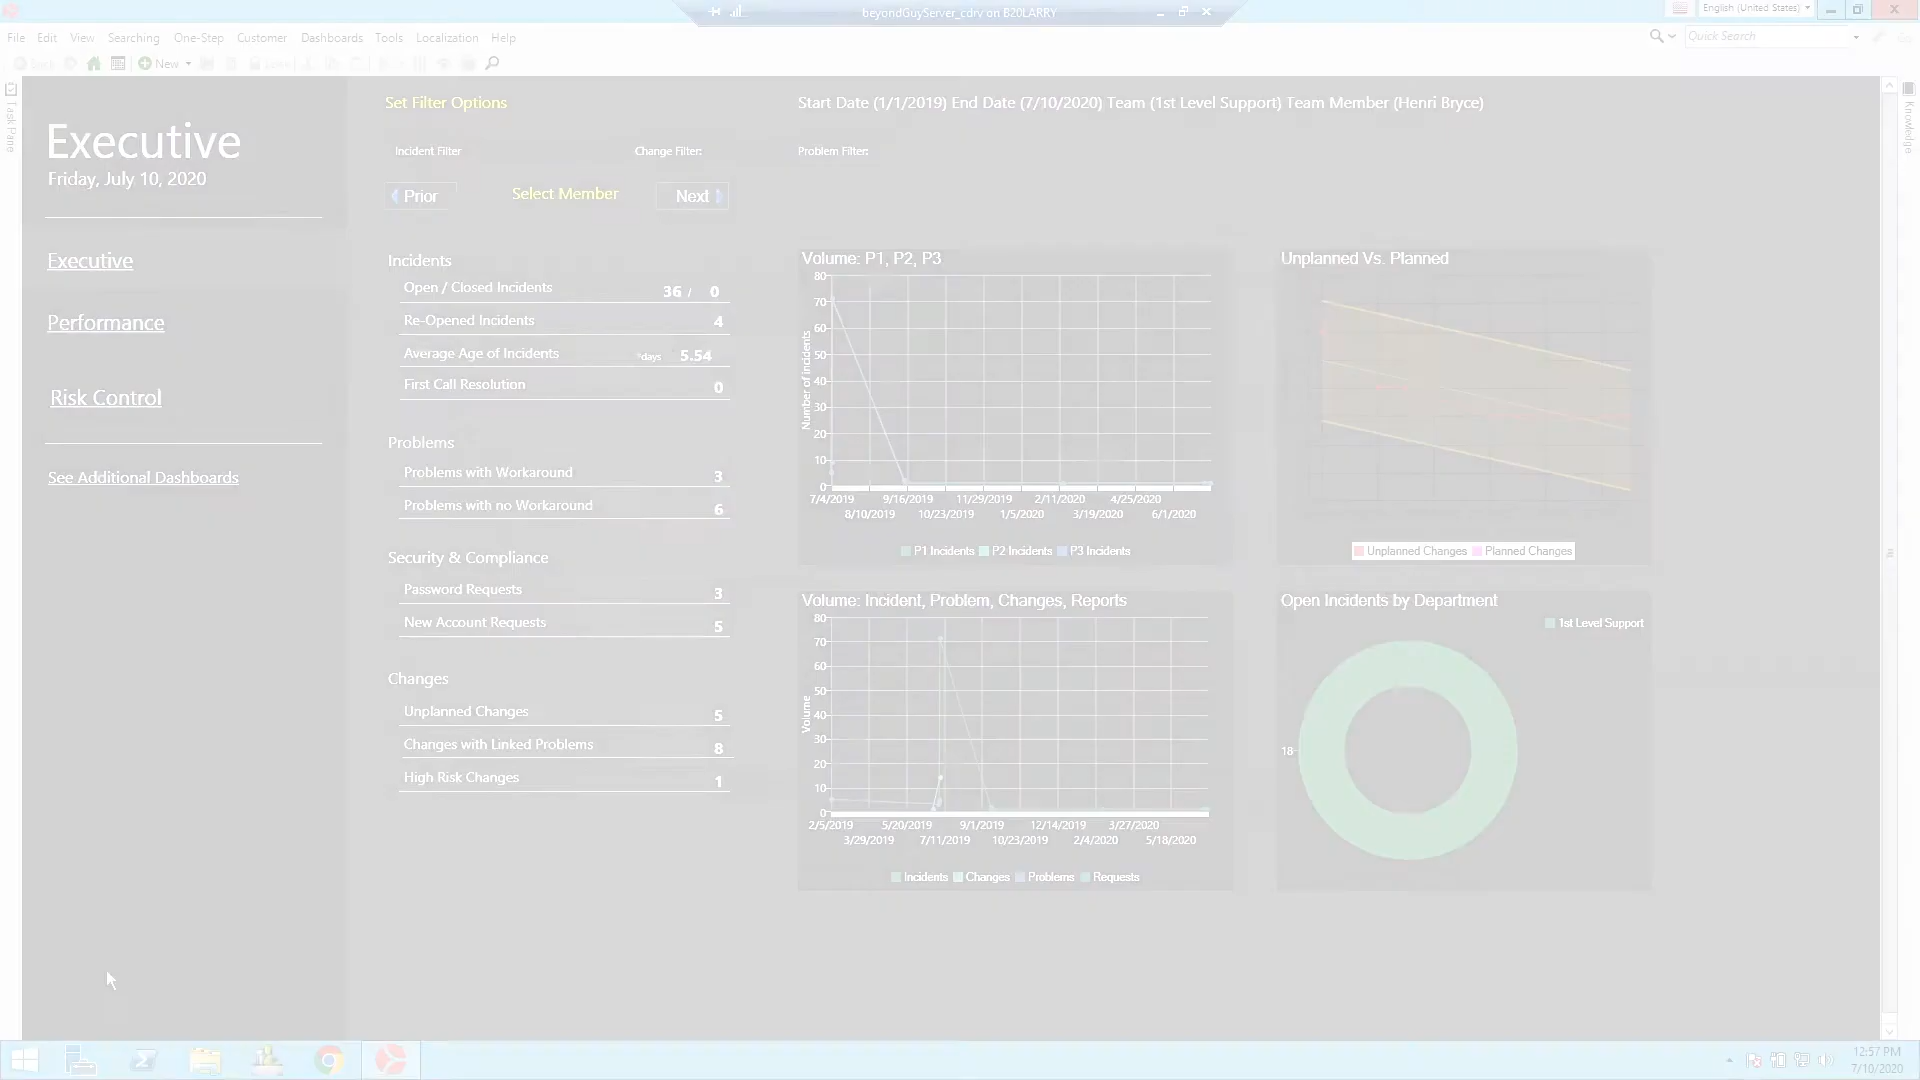 beyondGuyServer_cdrv on B20LARRY
English (United States)
File Edit View Searching One-Step Customer Dashboards Tools Localization Help
Quick Search
New
Task Pane
Knowledge
Executive
Friday, July 10, 2020
Executive
Performance
Risk Control
See Additional Dashboards
Set Filter Options
Start Date (1/1/2019) End Date (7/10/2020) Team (1st Level Support) Team Member (Henri Bryce)
Incident Filter
Change Filter:
Problem Filter:
Prior
Select Member
Next
Incidents
Open / Closed Incidents 36 / 0
Re-Opened Incidents 4
Average Age of Incidents *days 5.54
First Call Resolution 0
Problems
Problems with Workaround 3
Problems with no Workaround 6
Security & Compliance
Password Requests 3
New Account Requests 5
Changes
Unplanned Changes 5
Changes with Linked Problems 8
High Risk Changes 1
Volume: P1, P2, P3
Number of incidents
80
70
60
50
40
30
20
10
0
7/4/2019 9/16/2019 11/29/2019 2/11/2020 4/25/2020
8/10/2019 10/23/2019 1/5/2020 3/19/2020 6/1/2020
P1 Incidents P2 Incidents P3 Incidents
Unplanned Vs. Planned
Unplanned Changes Planned Changes
Volume: Incident, Problem, Changes, Reports
Volume
80
70
60
50
40
30
20
10
0
2/5/2019 5/20/2019 9/1/2019 12/14/2019 3/27/2020
3/29/2019 7/11/2019 10/23/2019 2/4/2020 5/18/2020
Incidents Changes Problems Requests
Open Incidents by Department
1st Level Support
18
12:57 PM
7/10/2020